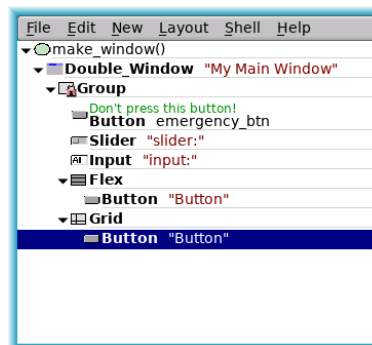 File Edit New Layout Shell Help
make_window()
Double_Window "My Main Window"
Group
Don't press this button!
Button emergency_btn
Slider "slider:"
Input "input:"
Flex
Button "Button"
Grid
Button "Button"